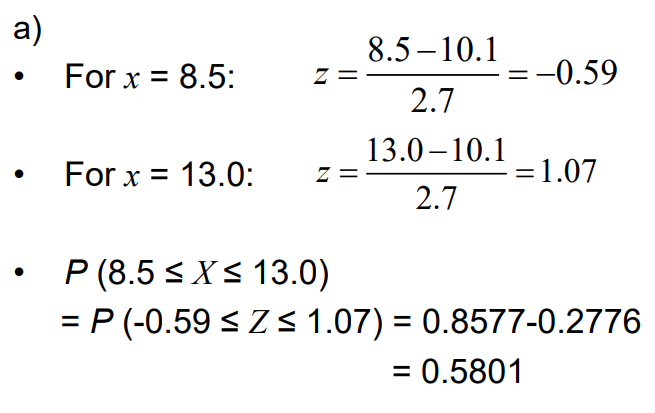 a)
• For x = 8.5: z = (8.5 – 10.1)/2.7 = –0.59
• For x = 13.0: z = (13.0 – 10.1)/2.7 = 1.07
• P (8.5 ≤ X ≤ 13.0)
= P (-0.59 ≤ Z ≤ 1.07) = 0.8577-0.2776
= 0.5801